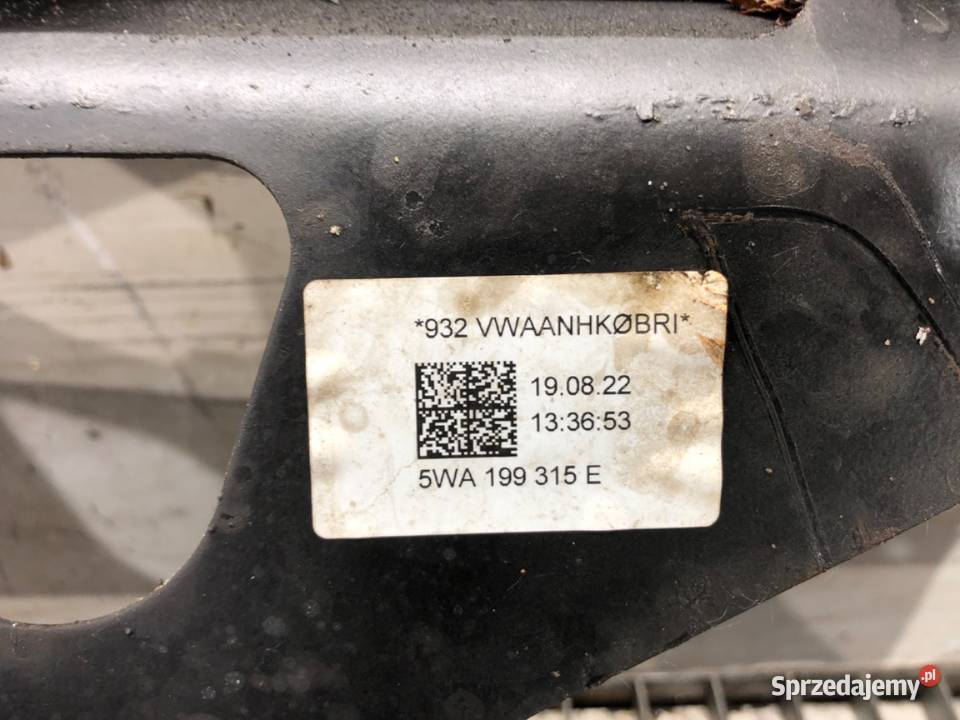 *932 VWAANHKØBRI*
19.08.22
13:36:53
5WA 199 315 E
Sprzedajemy.pl